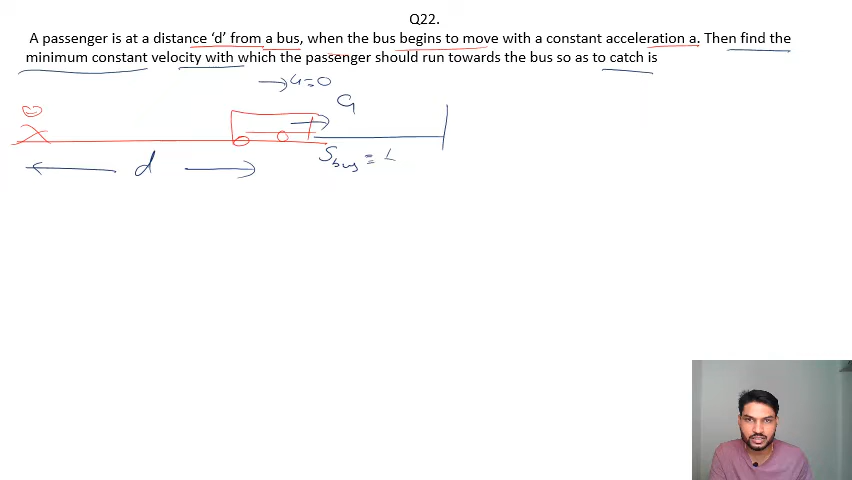 Q22.
A passenger is at a distance ‘d’ from a bus, when the bus begins to move with a constant acceleration a. Then find the
minimum constant velocity with which the passenger should run towards the bus so as to catch is
u=0
a
S bus =
d